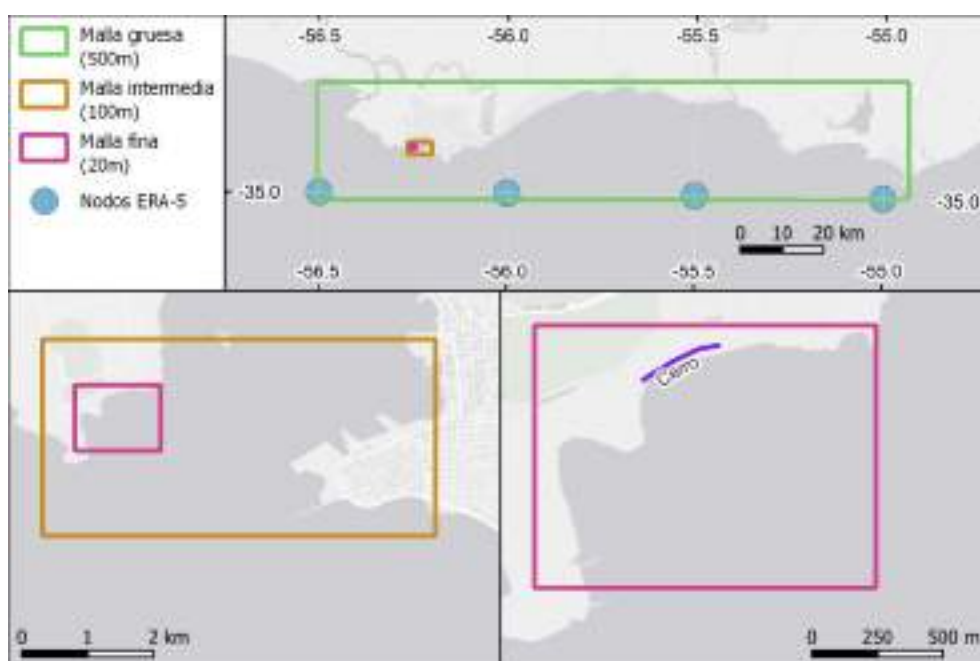 Malla gruesa
(500m)
Malla intermedia
(100m)
Malla fina
(20m)
Nodos ERA-5
-56.5 -56.0 -55.5 -55.0
-35.0 -35.0
0 10 20 km
-56.5 -56.0 -55.5 -55.0
Cerro
0 1 2 km
0 250 500 m